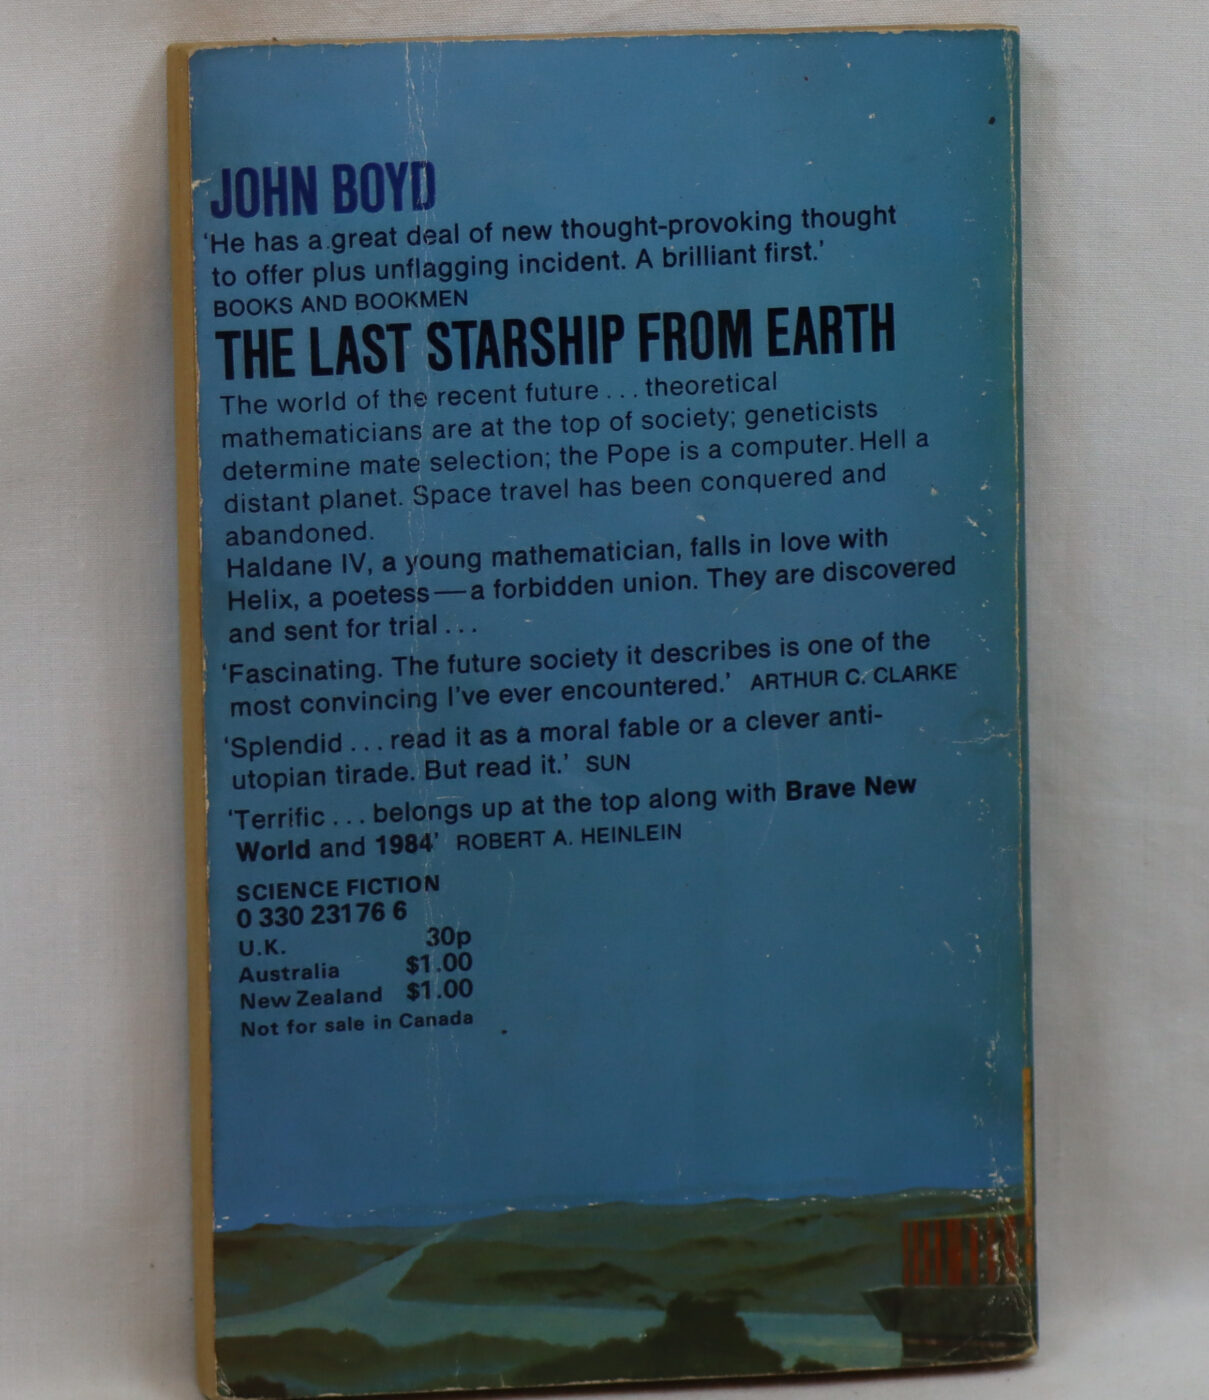 JOHN BOYD
‘He has a great deal of new thought-provoking thought
to offer plus unflagging incident. A brilliant first.’
BOOKS AND BOOKMEN
THE LAST STARSHIP FROM EARTH
The world of the recent future . . . theoretical
mathematicians are at the top of society; geneticists
determine mate selection; the Pope is a computer. Hell a
distant planet. Space travel has been conquered and
abandoned.
Haldane IV, a young mathematician, falls in love with
Helix, a poetess—a forbidden union. They are discovered
and sent for trial . . .
‘Fascinating. The future society it describes is one of the
most convincing I've ever encountered.’ ARTHUR C. CLARKE
‘Splendid . . . read it as a moral fable or a clever anti-
utopian tirade. But read it.’ SUN
‘Terrific . . . belongs up at the top along with Brave New
World and 1984’ ROBERT A. HEINLEIN
SCIENCE FICTION
0 330 23176 6
U.K. 30p
Australia $1.00
New Zealand $1.00
Not for sale in Canada